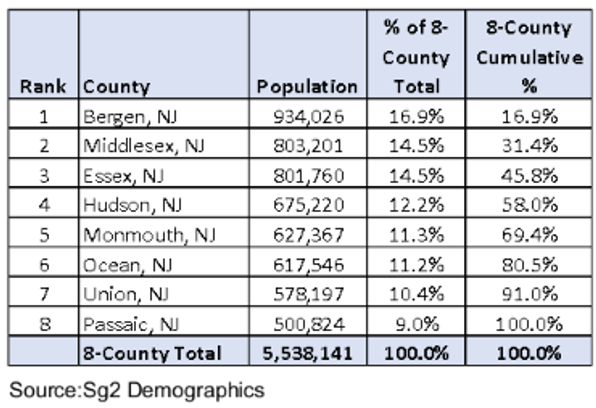 % of 8- 8-County
County Cumulative
Rank County Population Total %
1 Bergen, NJ 934,026 16.9% 16.9%
2 Middlesex, NJ 803,201 14.5% 31.4%
3 Essex, NJ 801,760 14.5% 45.8%
4 Hudson, NJ 675,220 12.2% 58.0%
5 Monmouth, NJ 627,367 11.3% 69.4%
6 Ocean, NJ 617,546 11.2% 80.5%
7 Union, NJ 578,197 10.4% 91.0%
8 Passaic, NJ 500,824 9.0% 100.0%
8-County Total 5,538,141 100.0% 100.0%
Source:Sg2 Demographics